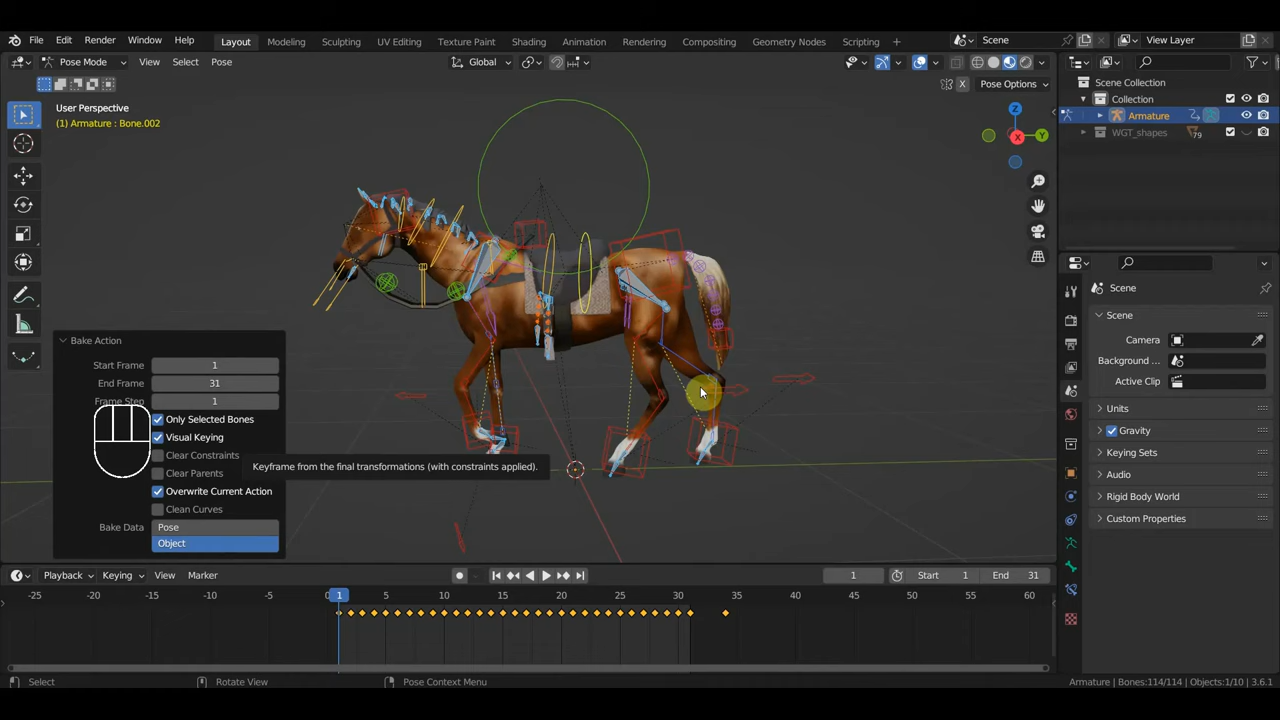 File Edit Render Window Help Layout Modeling Sculpting UV Editing Texture Paint Shading Animation Rendering Compositing Geometry Nodes Scripting + Scene View Layer
Pose Mode View Select Pose Global
X Pose Options
User Perspective
(1) Armature : Bone.002
Z
Y
X
Scene Collection
Collection
Armature
WGT_shapes 79
Scene
Scene
Camera
Background ...
Active Clip
Units
Gravity
Keying Sets
Audio
Rigid Body World
Custom Properties
Bake Action
Start Frame 1
End Frame 31
Frame Step 1
Only Selected Bones
Visual Keying
Clear Constraints
Clear Parents
Overwrite Current Action
Clean Curves
Bake Data Pose
Object
Keyframe from the final transformations (with constraints applied).
Playback Keying View Marker 1 Start 1 End 31
-25 -20 -15 -10 -5 0 1 5 10 15 20 25 30 35 40 45 50 55 60
Select Rotate View Pose Context Menu Armature | Bones:114/114 | Objects:1/10 | 3.6.1